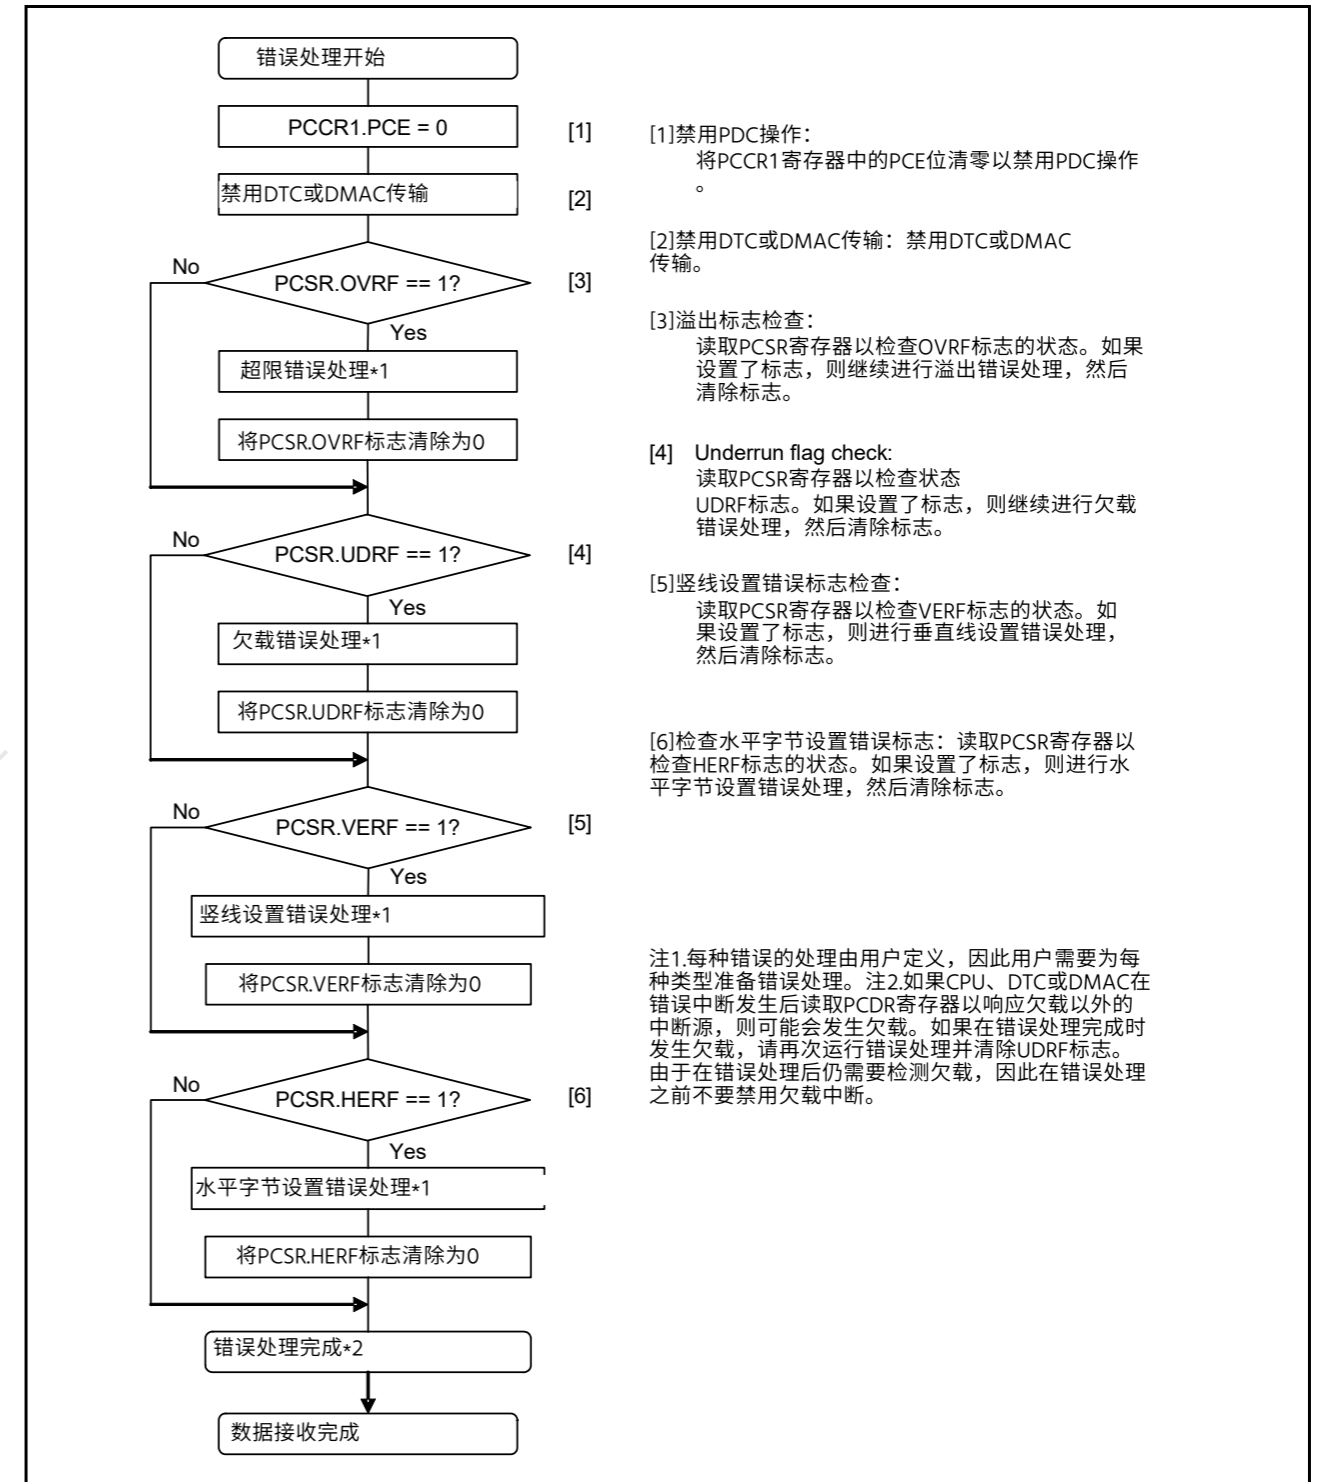 错误处理开始
PCCR1.PCE = 0
[1]
禁用DTC或DMAC传输
[2]
No
PCSR.OVRF == 1?
[3]
Yes
超限错误处理*1
将PCSR.OVRF标志清除为0
No
PCSR.UDRF == 1?
[4]
Yes
欠载错误处理*1
将PCSR.UDRF标志清除为0
No
PCSR.VERF == 1?
[5]
Yes
竖线设置错误处理*1
将PCSR.VERF标志清除为0
No
PCSR.HERF == 1?
[6]
Yes
水平字节设置错误处理*1
将PCSR.HERF标志清除为0
错误处理完成*2
数据接收完成
[1]禁用PDC操作：
将PCCR1寄存器中的PCE位清零以禁用PDC操作
。
[2]禁用DTC或DMAC传输：禁用DTC或DMAC
传输。
[3]溢出标志检查：
读取PCSR寄存器以检查OVRF标志的状态。如果
设置了标志，则继续进行溢出错误处理，然后
清除标志。
[4] Underrun flag check:
读取PCSR寄存器以检查状态
UDRF标志。如果设置了标志，则继续进行欠载
错误处理，然后清除标志。
[5]竖线设置错误标志检查：
读取PCSR寄存器以检查VERF标志的状态。如
果设置了标志，则进行垂直线设置错误处理，
然后清除标志。
[6]检查水平字节设置错误标志：读取PCSR寄存器以
检查HERF标志的状态。如果设置了标志，则进行水
平字节设置错误处理，然后清除标志。
注1.每种错误的处理由用户定义，因此用户需要为每
种类型准备错误处理。注2.如果CPU、DTC或DMAC在
错误中断发生后读取PCDR寄存器以响应欠载以外的
中断源，则可能会发生欠载。如果在错误处理完成时
发生欠载，请再次运行错误处理并清除UDRF标志。
由于在错误处理后仍需要检测欠载，因此在错误处理
之前不要禁用欠载中断。